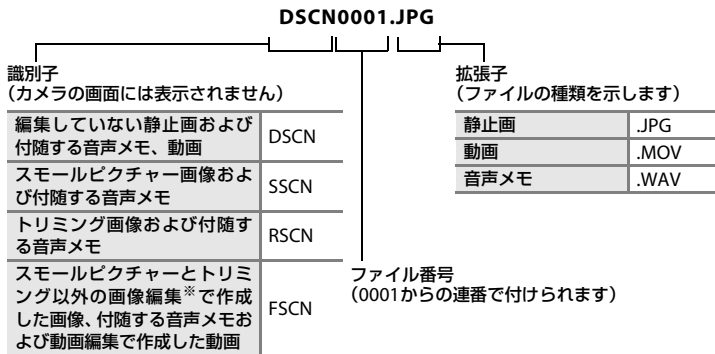 DSCN0001.JPG
識別子
（カメラの画面には表示されません）
編集していない静止画および
付随する音声メモ、動画
DSCN
スモールピクチャー画像およ
び付随する音声メモ
SSCN
トリミング画像および付随す
る音声メモ
RSCN
スモールピクチャーとトリミ
ング以外の画像編集※で作成
した画像、付随する音声メモお
よび動画編集で作成した動画
FSCN
ファイル番号
（0001からの連番で付けられます）
拡張子
（ファイルの種類を示します）
静止画 .JPG
動画 .MOV
音声メモ .WAV